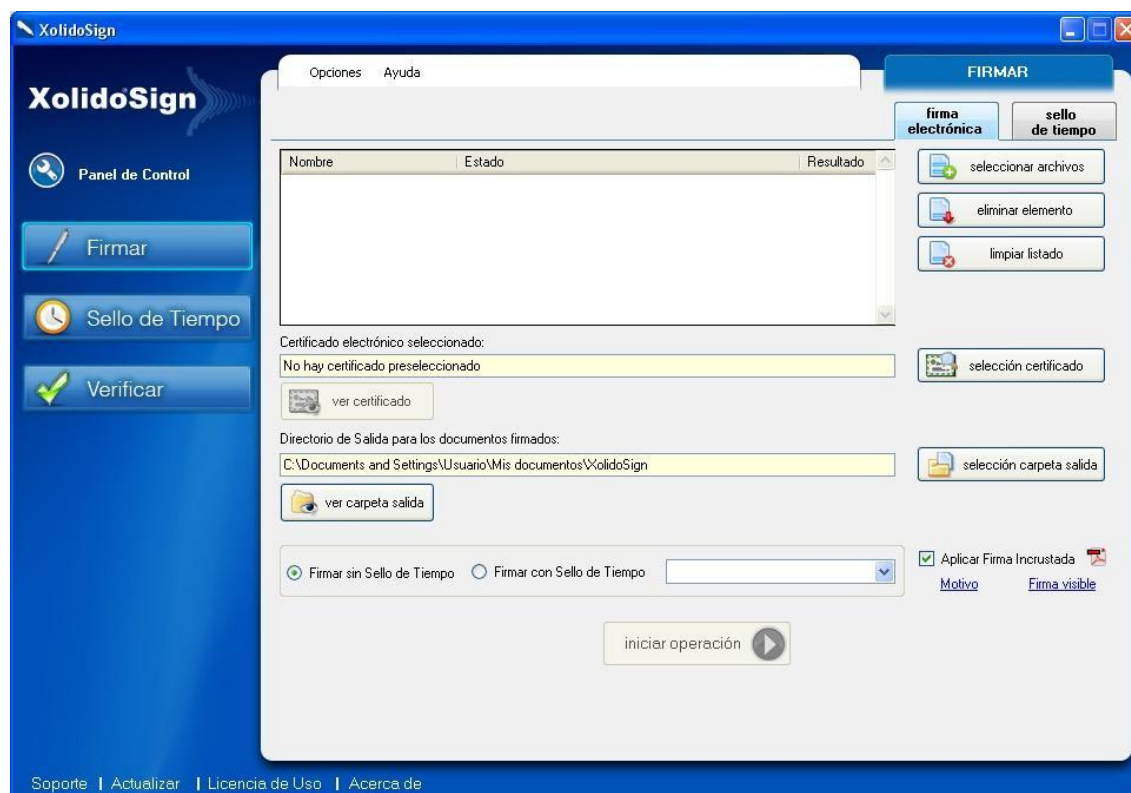 XolidoSign
XolidoSign
Panel de Control
Firmar
Sello de Tiempo
Verificar
Opciones Ayuda
FIRMAR
firma electrónica
sello de tiempo
Nombre Estado Resultado
seleccionar archivos
eliminar elemento
limpiar listado
Certificado electrónico seleccionado:
No hay certificado preseleccionado
selección certificado
ver certificado
Directorio de Salida para los documentos firmados:
C:\Documents and Settings\Usuario\Mis documentos\XolidoSign
selección carpeta salida
ver carpeta salida
Firmar sin Sello de Tiempo Firmar con Sello de Tiempo
Aplicar Firma Incrustada
Motivo Firma visible
iniciar operación
Soporte | Actualizar | Licencia de Uso | Acerca de